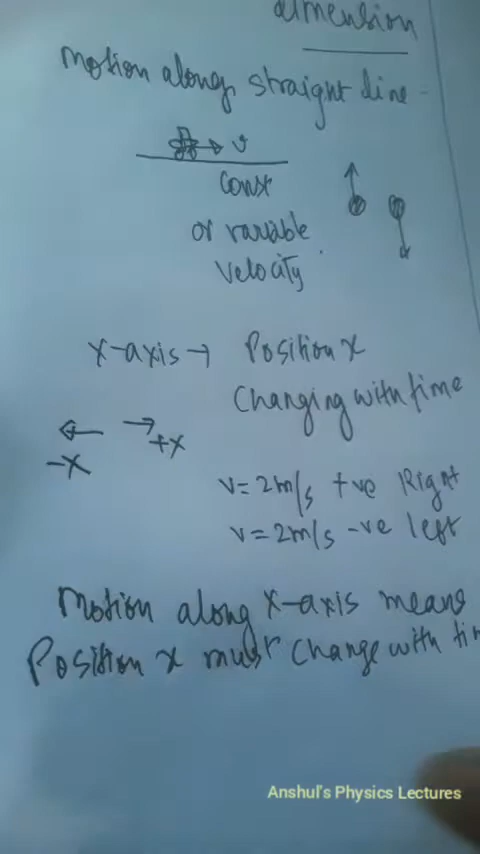 dimension
Motion along straight line
v
Const
or variable
velocity
X-axis → Position x
Changing with time
-X +X
v = 2m/s +ve Right
v = 2m/s -ve left
Motion along X-axis means
Position x must change with tim
Anshul's Physics Lectures